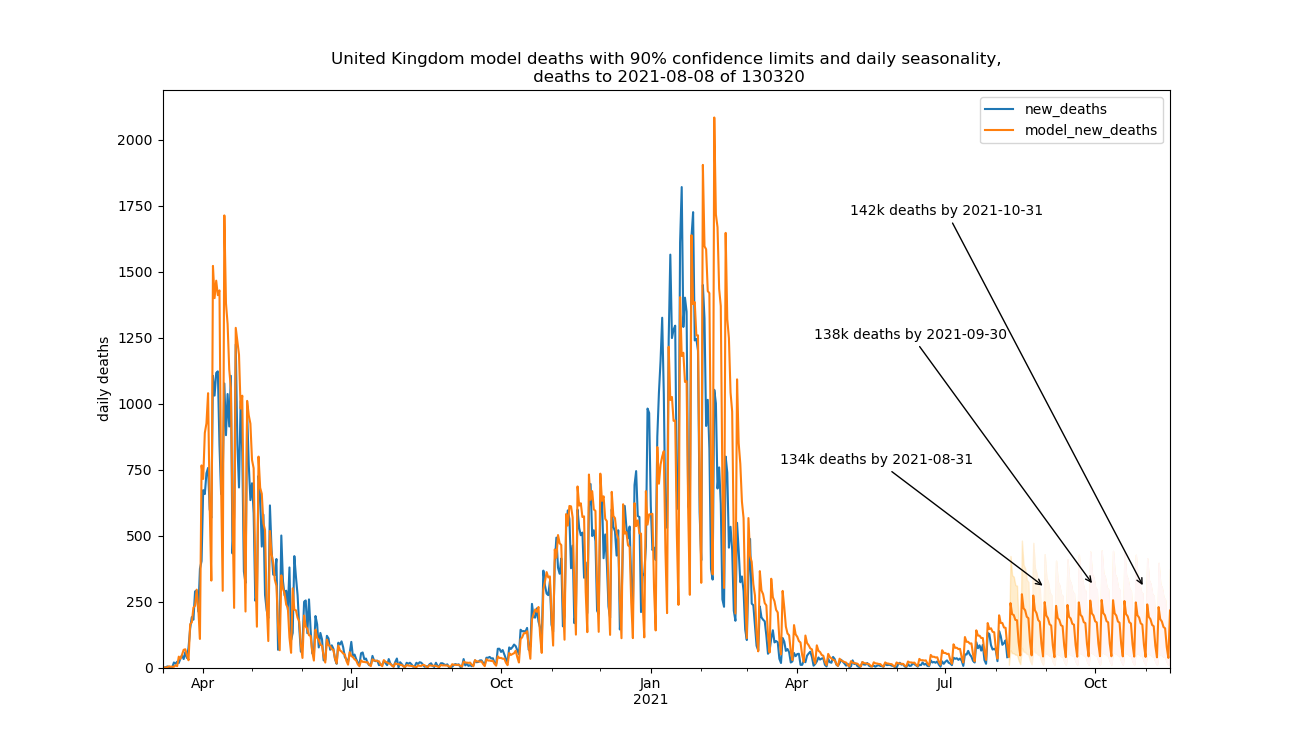 United Kingdom model deaths with 90% confidence limits and daily seasonality,
deaths to 2021-08-08 of 130320
new_deaths
model_new_deaths
daily deaths
2000
1750
1500
1250
1000
750
500
250
0
142k deaths by 2021-10-31
138k deaths by 2021-09-30
134k deaths by 2021-08-31
Apr Jul Oct Jan Apr Jul Oct
2021